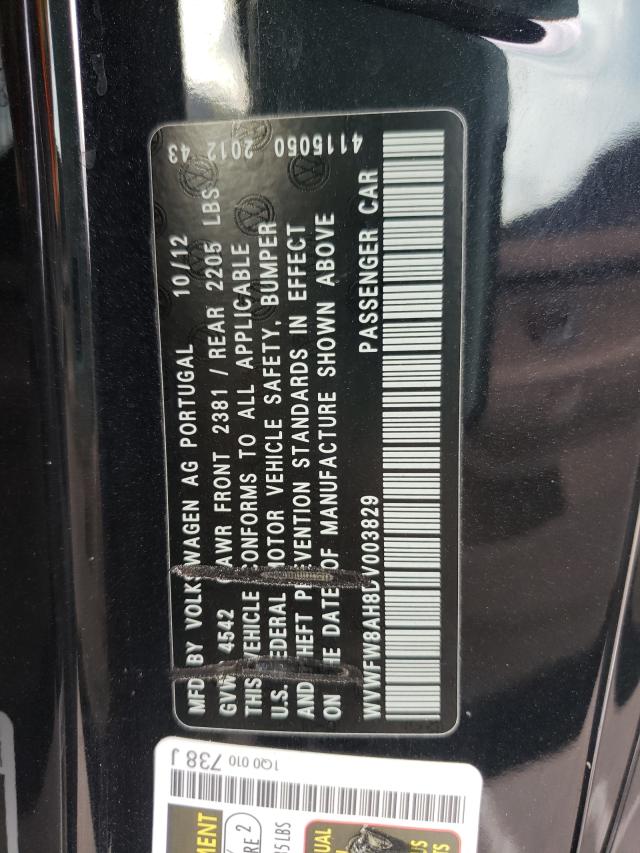 MFD BY VOLKSWAGEN AG PORTUGAL 10/12
GVWR 4542 GAWR FRONT 2381 / REAR 2205 LBS
THIS VEHICLE CONFORMS TO ALL APPLICABLE
U.S. FEDERAL MOTOR VEHICLE SAFETY, BUMPER
AND THEFT PREVENTION STANDARDS IN EFFECT
ON THE DATE OF MANUFACTURE SHOWN ABOVE
WVWFW8AH8DV003829 PASSENGER CAR
4115050 2012 43
1Q0 010 738 J